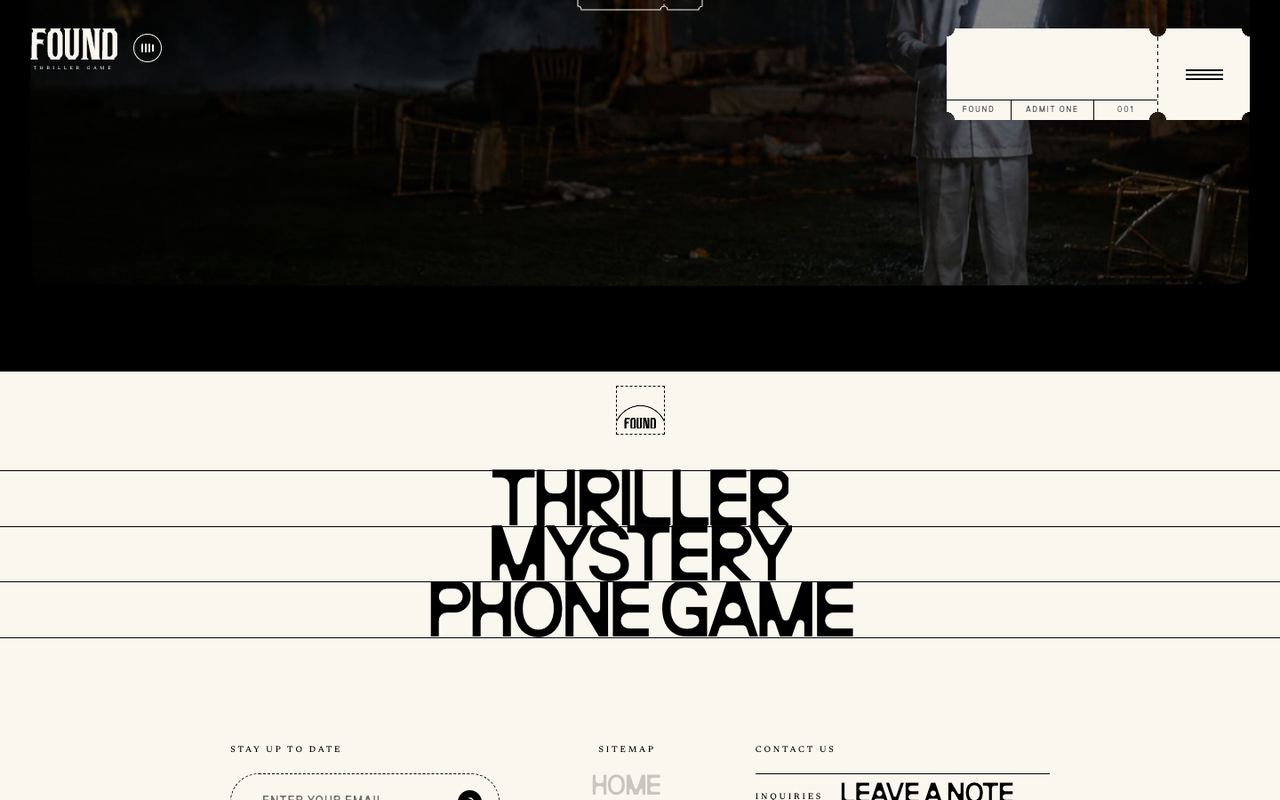 FOUND
THRILLER GAME
FOUND
ADMIT ONE
001
FOUND
THRILLER
MYSTERY
PHONE GAME
STAY UP TO DATE
ENTER YOUR EMAIL
SITEMAP
HOME
CONTACT US
INQUIRIES
LEAVE A NOTE